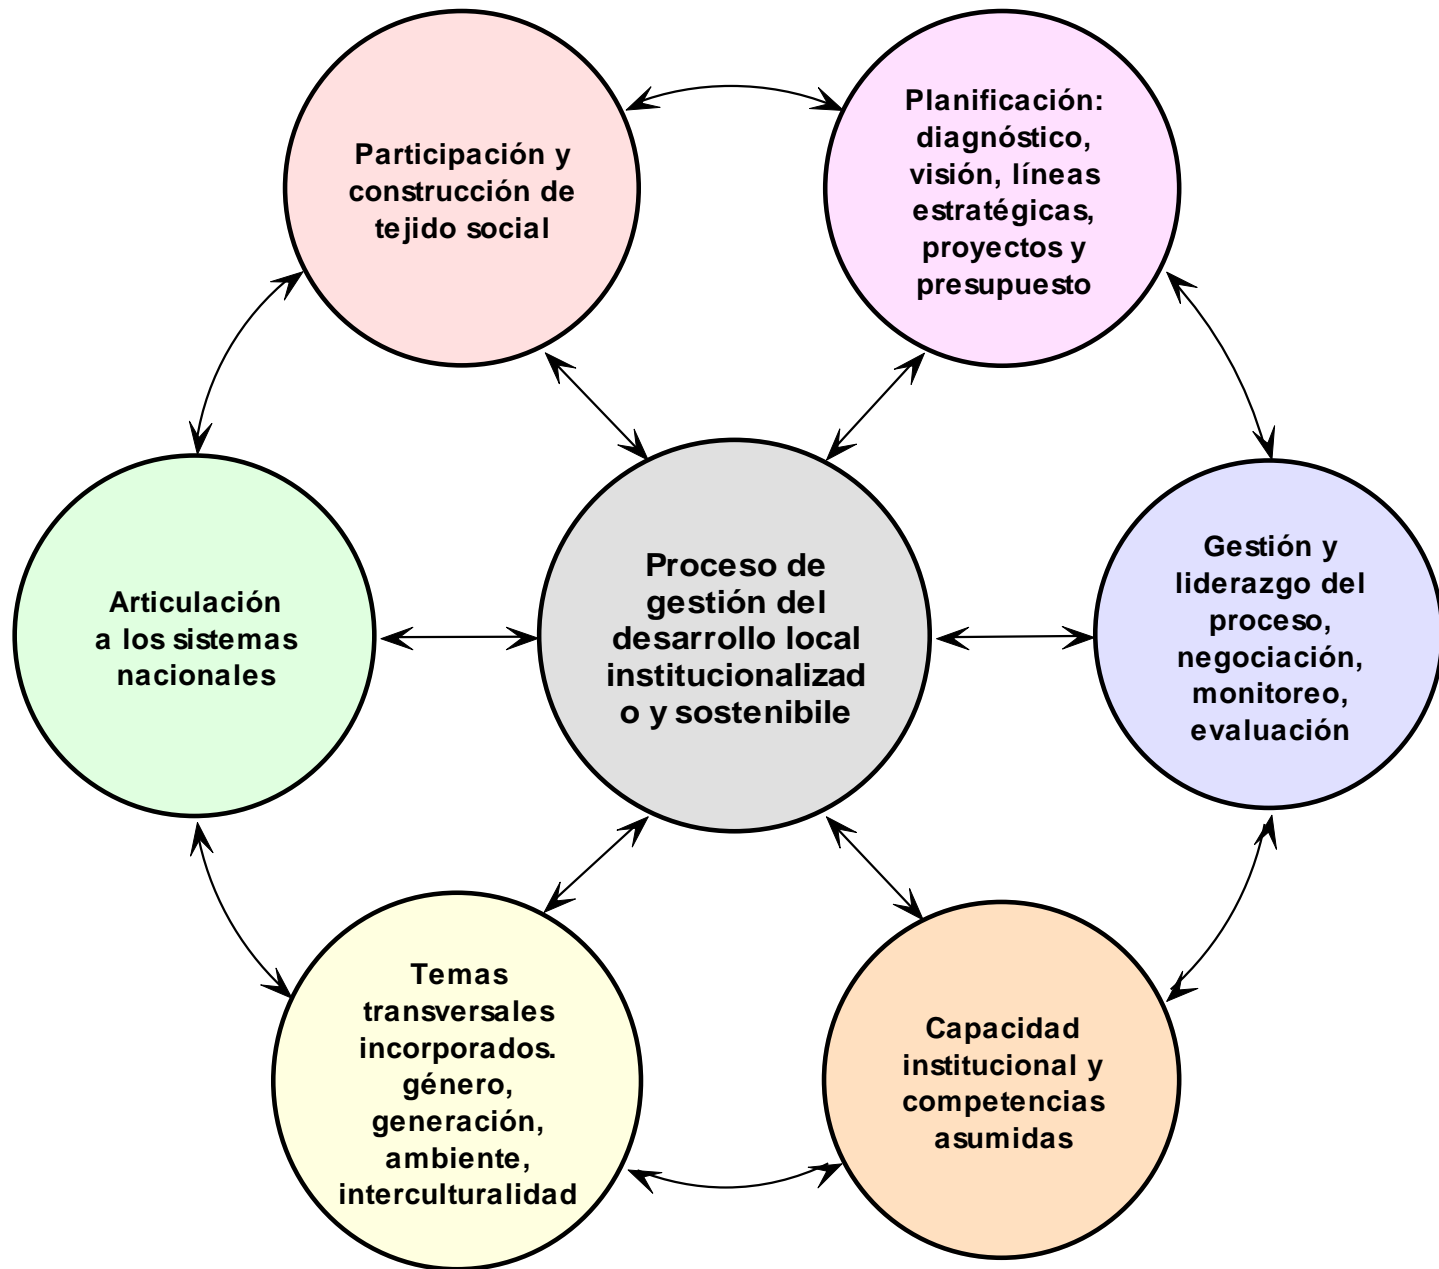 Participación y
construcción de
tejido social
Planificación:
diagnóstico,
visión, líneas
estratégicas,
proyectos y
presupuesto
Articulación
a los sistemas
nacionales
Proceso de
gestión del
desarrollo local
institucionalizad
o y sostenibile
Gestión y
liderazgo del
proceso,
negociación,
monitoreo,
evaluación
Temas
transversales
incorporados.
género,
generación,
ambiente,
interculturalidad
Capacidad
institucional y
competencias
asumidas